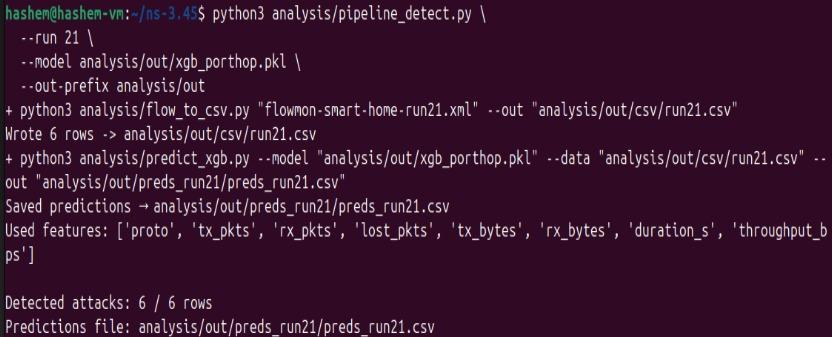 hashem@hashem-vm:~/ns-3.45$ python3 analysis/pipeline_detect.py \
  --run 21 \
  --model analysis/out/xgb_porthop.pkl \
  --out-prefix analysis/out
+ python3 analysis/flow_to_csv.py "flowmon-smart-home-run21.xml" --out "analysis/out/csv/run21.csv"
Wrote 6 rows -> analysis/out/csv/run21.csv
+ python3 analysis/predict_xgb.py --model "analysis/out/xgb_porthop.pkl" --data "analysis/out/csv/run21.csv" --
out "analysis/out/preds_run21/preds_run21.csv"
Saved predictions → analysis/out/preds_run21/preds_run21.csv
Used features: ['proto', 'tx_pkts', 'rx_pkts', 'lost_pkts', 'tx_bytes', 'rx_bytes', 'duration_s', 'throughput_b
ps']

Detected attacks: 6 / 6 rows
Predictions file: analysis/out/preds_run21/preds_run21.csv